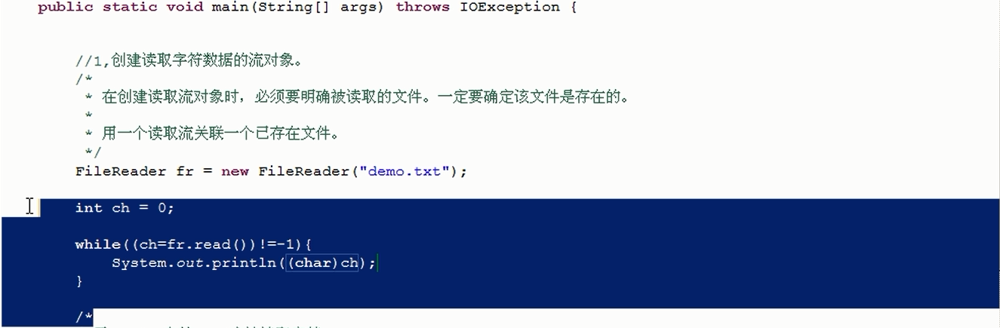 public static void main(String[] args) throws IOException {
//1,创建读取字符数据的流对象。
/*
* 在创建读取流对象时，必须要明确被读取的文件。一定要确定该文件是存在的。
*
* 用一个读取流关联一个已存在文件。
*/
FileReader fr = new FileReader("demo.txt");
int ch = 0;
while((ch=fr.read())!=-1){
System.out.println((char)ch);
}
/*